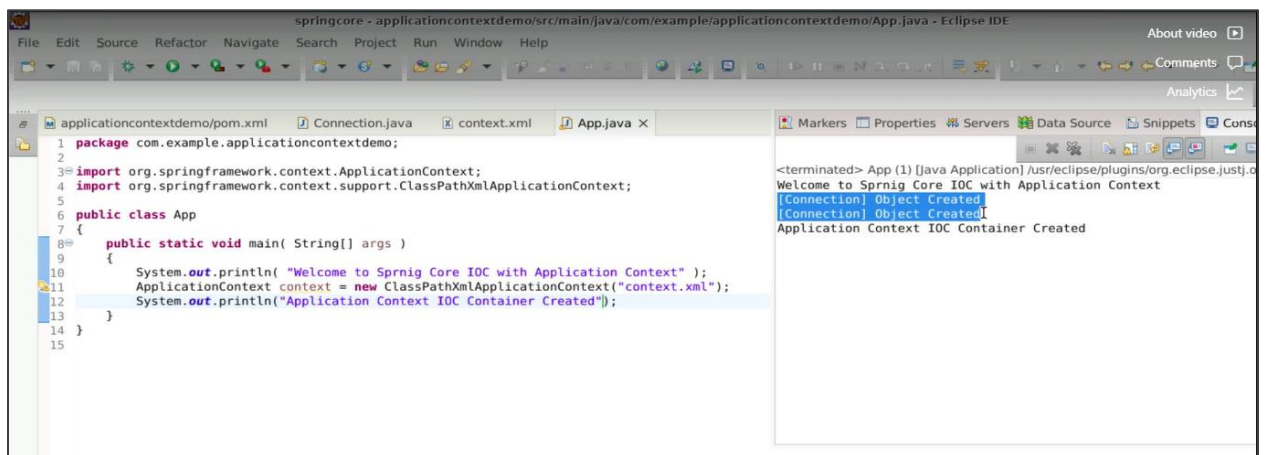 springcore - applicationcontextdemo/src/main/java/com/example/applicationcontextdemo/App.java - Eclipse IDE
About video
File Edit Source Refactor Navigate Search Project Run Window Help
Comments
Analytics
applicationcontextdemo/pom.xml Connection.java context.xml App.java
Markers Properties Servers Data Source Snippets Conso
1 package com.example.applicationcontextdemo;
2
3 import org.springframework.context.ApplicationContext;
4 import org.springframework.context.support.ClassPathXmlApplicationContext;
5
6 public class App
7 {
8 public static void main( String[] args )
9 {
10 System.out.println( "Welcome to Sprnig Core IOC with Application Context" );
11 ApplicationContext context = new ClassPathXmlApplicationContext("context.xml");
12 System.out.println("Application Context IOC Container Created");
13 }
14 }
15
<terminated> App (1) [Java Application] /usr/eclipse/plugins/org.eclipse.justj.o
Welcome to Sprnig Core IOC with Application Context
[Connection] Object Created
[Connection] Object Created
Application Context IOC Container Created